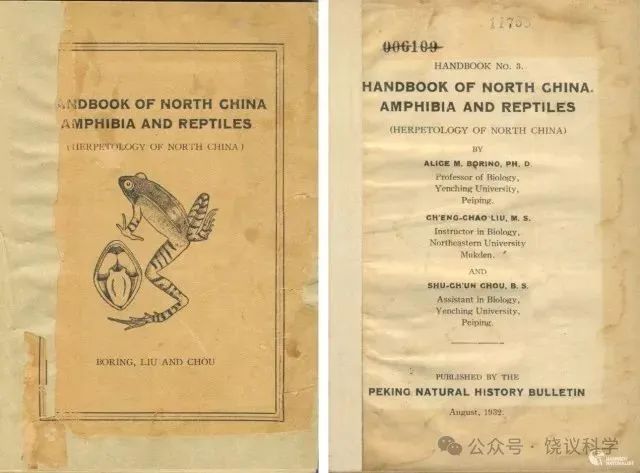 ANDBOOK OF NORTH CHINA
AMPHIBIA AND REPTILES
(HERPETOLOGY OF NORTH CHINA)
BORING, LIU AND CHOU
006109
HANDBOOK No. 3.
HANDBOOK OF NORTH CHINA
AMPHIBIA AND REPTILES
(HERPETOLOGY OF NORTH CHINA)
BY
ALICE M. BORING, PH. D.
Professor of Biology,
Yenching University,
Peiping.
CH'ENG-CHAO LIU, M. S.
Instructor in Biology,
Northeastern University
Mukden.
AND
SHU-CH'UN CHOU, B. S.
Assistant in Biology,
Yenching University,
Peiping.
PUBLISHED BY THE
PEKING NATURAL HISTORY BULLETIN
August, 1932.
公众号 · 饶议科学